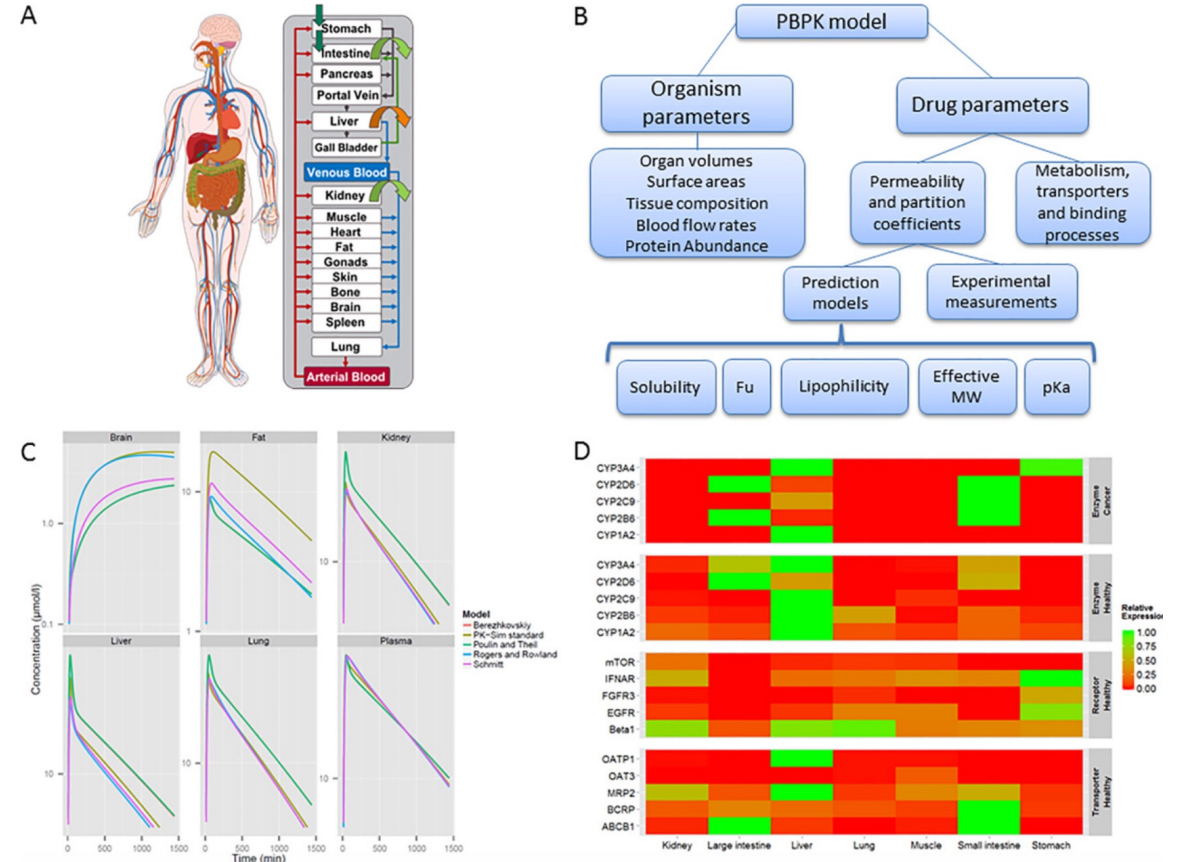 A
Stomach
Intestine
Pancreas
Portal Vein
Liver
Gall Bladder
Venous Blood
Kidney
Muscle
Heart
Fat
Gonads
Skin
Bone
Brain
Spleen
Lung
Arterial Blood
B
PBPK model
Organism
parameters
Drug parameters
Organ volumes
Surface areas
Tissue composition
Blood flow rates
Protein Abundance
Permeability
and partition
coefficients
Metabolism,
transporters
and binding
processes
Prediction
models
Experimental
measurements
Solubility
Fu
Lipophilicity
Effective
MW
pKa
C
Brain
Fat
Kidney
1.0
0.1
10
1
10
Liver
Lung
Plasma
10
10
10
0 500 1000 1500
0 500 1000 1500
0 500 1000 1500
Concentration (µmol/l)
Time (min)
Model
Berezhkovskiy
PK-Sim standard
Poulin and Theil
Rogers and Rowland
Schmitt
D
CYP3A4
CYP2D6
CYP2C9
CYP2B6
CYP1A2
Enzyme
Cancer
CYP3A4
CYP2D6
CYP2C9
CYP2B6
CYP1A2
Enzyme
Healthy
mTOR
IFNAR
FGFR3
EGFR
Beta1
Receptor
Healthy
OATP1
OAT3
MRP2
BCRP
ABCB1
Transporter
Healthy
Kidney
Large intestine
Liver
Lung
Muscle
Small intestine
Stomach
Relative
Expression
1.00
0.75
0.50
0.25
0.00